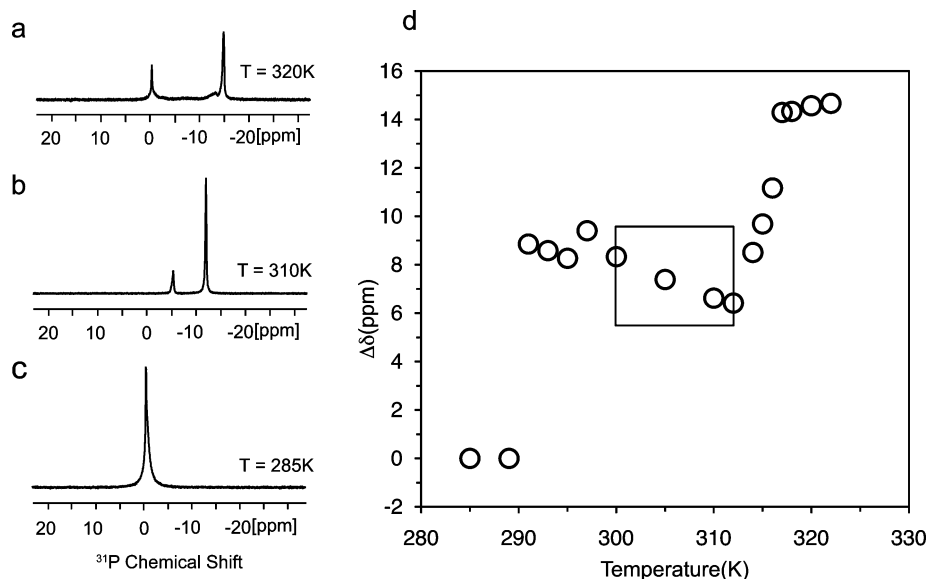 a
T = 320K
20 10 0 -10 -20[ppm]
b
T = 310K
20 10 0 -10 -20[ppm]
c
T = 285K
20 10 0 -10 -20[ppm]
³¹P Chemical Shift
d
16
14
12
10
8
6
4
2
0
-2
Δδ(ppm)
280 290 300 310 320 330
Temperature(K)